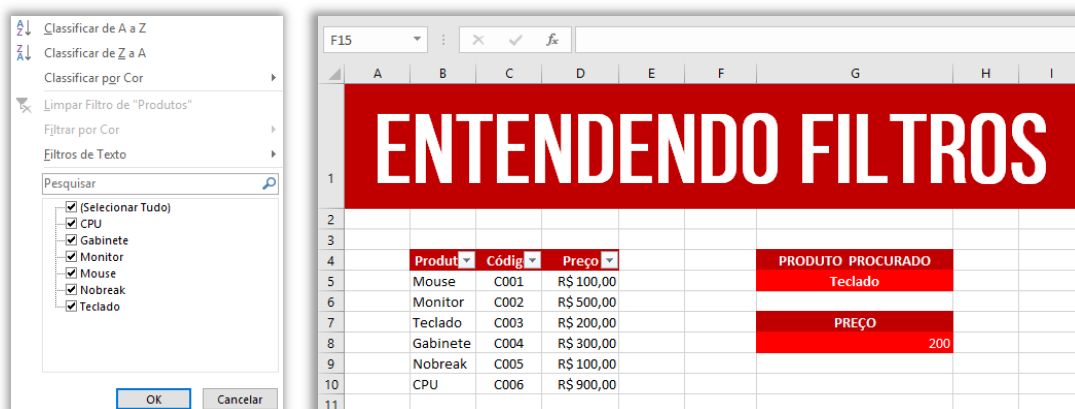 Classificar de A a Z
Classificar de Z a A
Classificar por Cor
Limpar Filtro de "Produtos"
Filtrar por Cor
Filtros de Texto
Pesquisar
(Selecionar Tudo)
CPU
Gabinete
Monitor
Mouse
Nobreak
Teclado
OK Cancelar
F15 fx
A B C D E F G H I
1 ENTENDENDO FILTROS
2
3
4 Produt Códig Preço PRODUTO PROCURADO
5 Mouse C001 R$ 100,00 Teclado
6 Monitor C002 R$ 500,00
7 Teclado C003 R$ 200,00 PREÇO
8 Gabinete C004 R$ 300,00 200
9 Nobreak C005 R$ 100,00
10 CPU C006 R$ 900,00
11